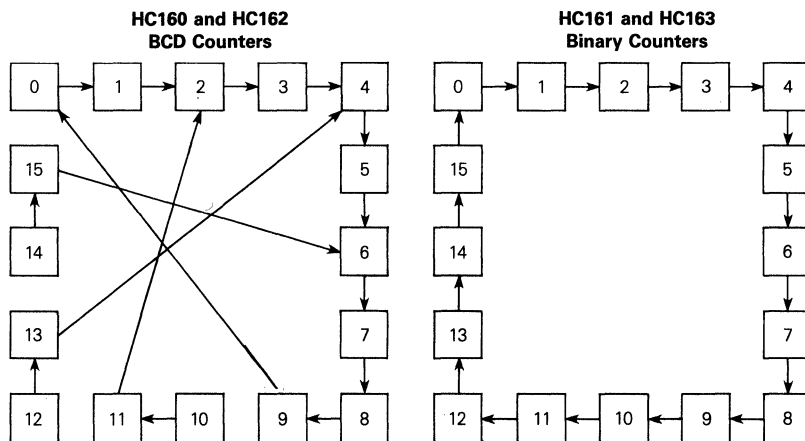 HC160 and HC162
BCD Counters
0 1 2 3 4
15 5
14 6
13 7
12 11 10 9 8
HC161 and HC163
Binary Counters
0 1 2 3 4
15 5
14 6
13 7
12 11 10 9 8